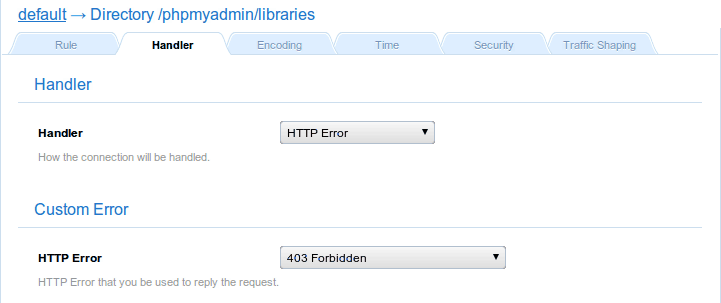 default → Directory /phpmyadmin/libraries
Rule Handler Encoding Time Security Traffic Shaping
Handler
Handler HTTP Error
How the connection will be handled.
Custom Error
HTTP Error 403 Forbidden
HTTP Error that you be used to reply the request.